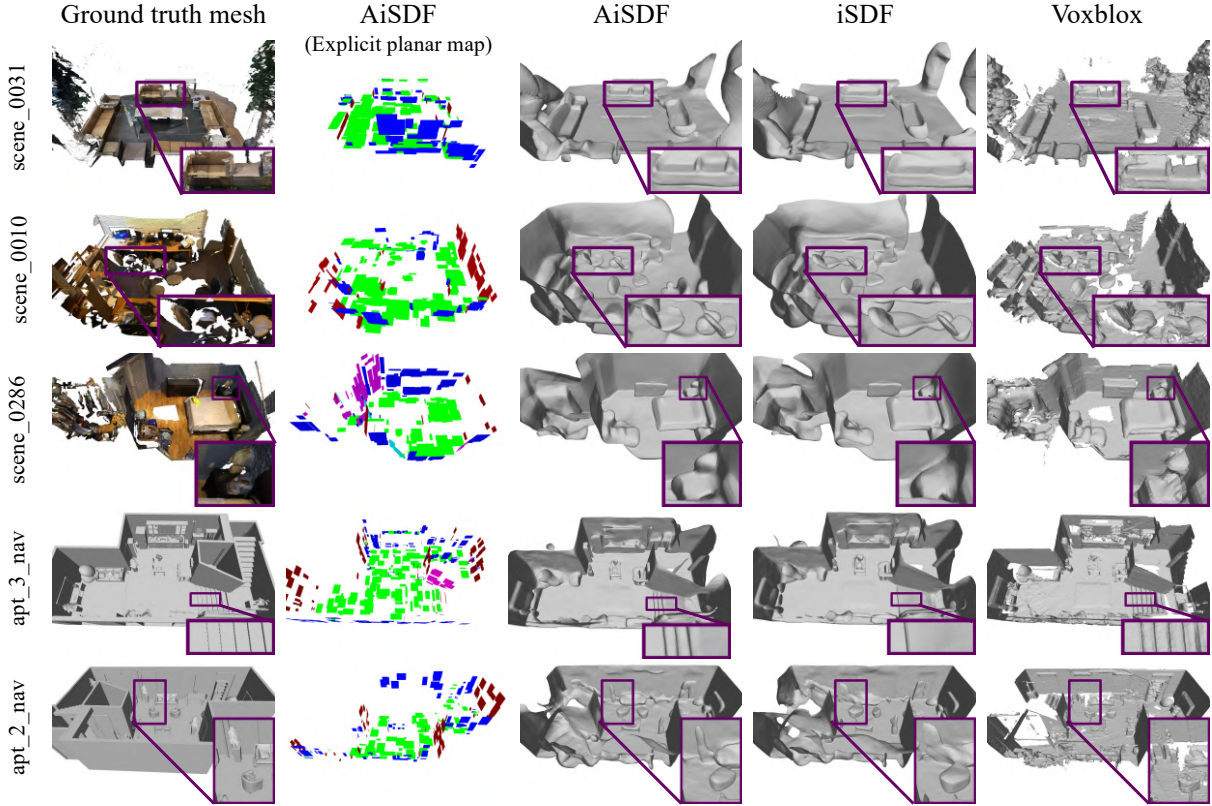 Ground truth mesh
AiSDF
(Explicit planar map)
AiSDF
iSDF
Voxblox
scene_0031
scene_0010
scene_0286
apt_3_nav
apt_2_nav